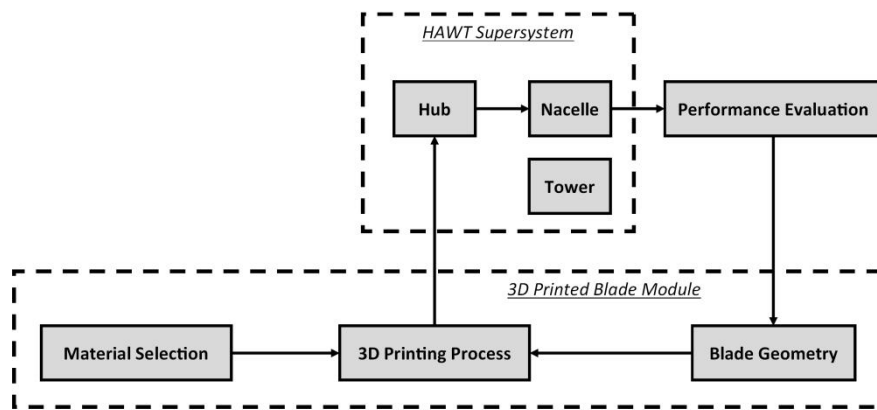 HAWT Supersystem
Hub
Nacelle
Performance Evaluation
Tower
3D Printed Blade Module
Material Selection
3D Printing Process
Blade Geometry